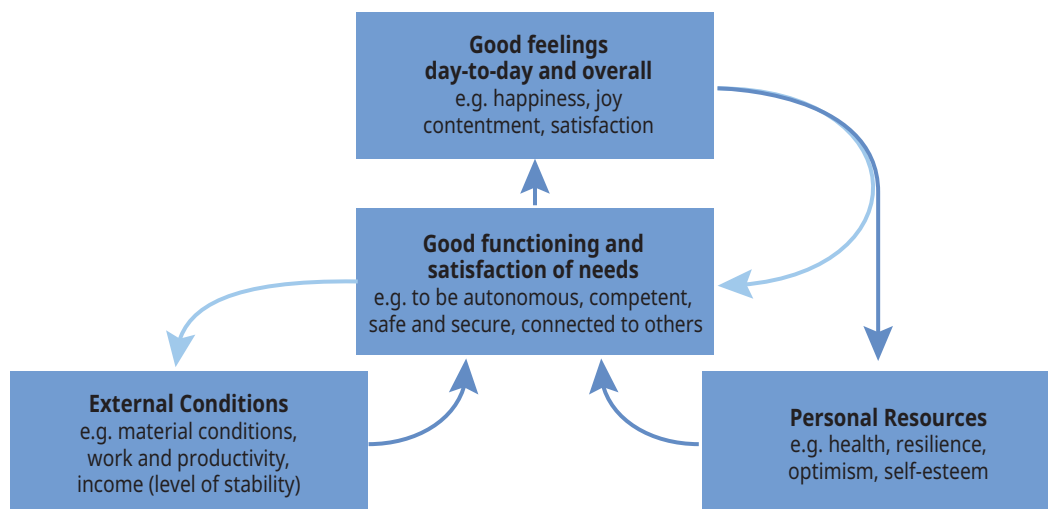 Good feelings
day-to-day and overall
e.g. happiness, joy
contentment, satisfaction
Good functioning and
satisfaction of needs
e.g. to be autonomous, competent,
safe and secure, connected to others
External Conditions
e.g. material conditions,
work and productivity,
income (level of stability)
Personal Resources
e.g. health, resilience,
optimism, self-esteem